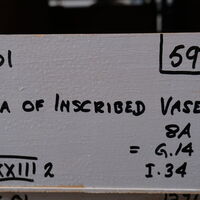 01 59
A OF INSCRIBED VASE
8A
= G.14
XXIII 2 I.34